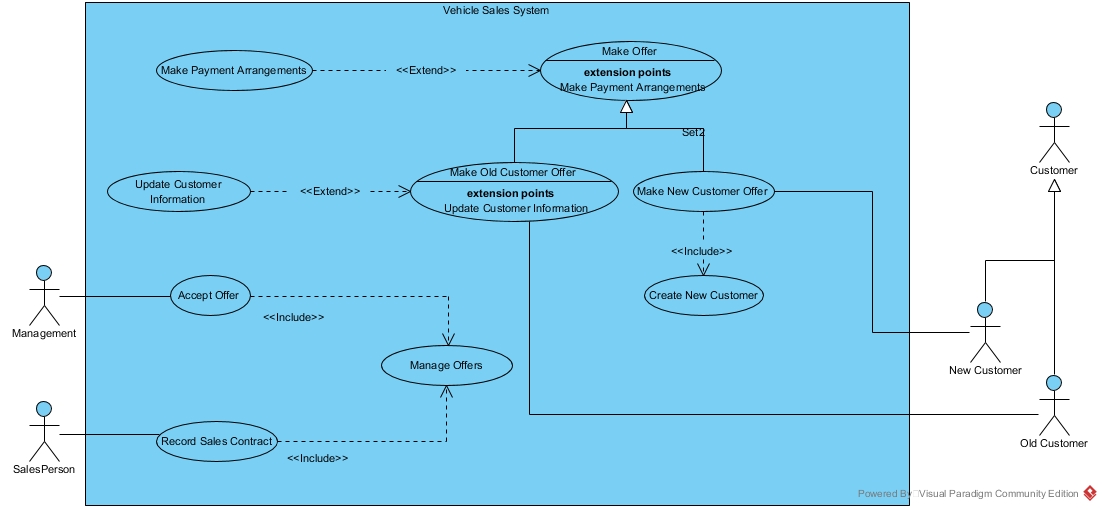 Vehicle Sales System
Make Offer
Make Payment Arrangements
<<Extend>>
extension points
Make Payment Arrangements
Customer
Set2
Make Old Customer Offer
Update Customer
Information
<<Extend>>
extension points
Update Customer Information
Make New Customer Offer
<<Include>>
Accept Offer
Create New Customer
<<Include>>
Management
Manage Offers
New Customer
Record Sales Contract
Old Customer
<<Include>>
SalesPerson
Powered By Visual Paradigm Community Edition